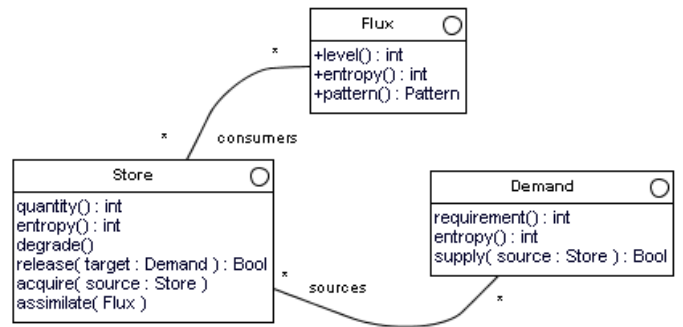 Flux
+level() : int
+entropy() : int
+pattern() : Pattern
*
*
consumers
Store
quantity() : int
entropy() : int
degrade()
release( target : Demand ) : Bool
acquire( source : Store )
assimilate( Flux )
Demand
requirement() : int
entropy() : int
supply( source : Store ) : Bool
*
sources
*